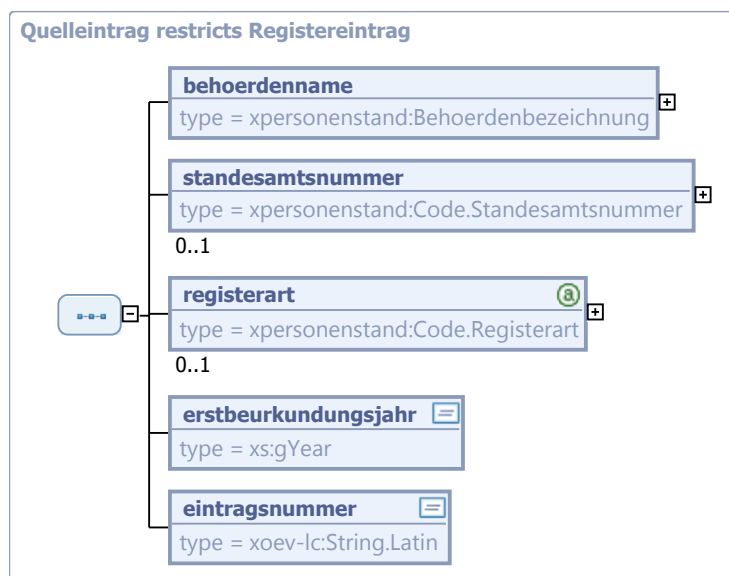 Quelleintrag restricts Registereintrag
behoerdenname
type = xpersonenstand:Behoerdenbezeichnung
standesamtsnummer
type = xpersonenstand:Code.Standesamtsnummer
0..1
registerart
type = xpersonenstand:Code.Registerart
0..1
erstbeurkundungsjahr
type = xs:gYear
eintragsnummer
type = xoev-lc:String.Latin